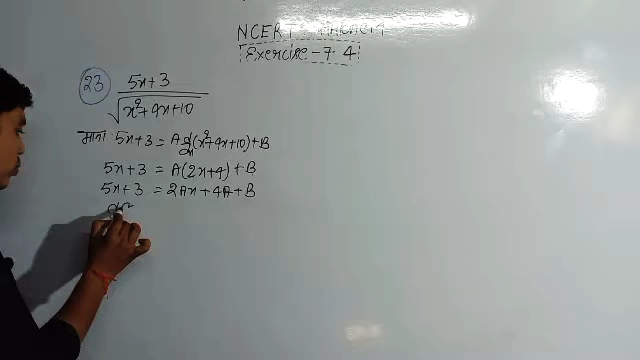 NCERT
Exercise-7.4
23 5x+3
√x²+4x+10
माना 5x+3 = A d/dx (x²+4x+10)+B
5x+3 = A(2x+4)+B
5x+3 = 2Ax+4A+B